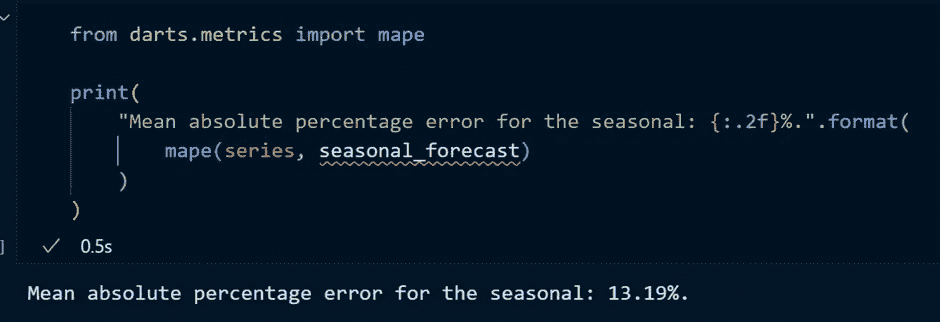 from darts.metrics import mape
print(
"Mean absolute percentage error for the seasonal: {:.2f}%.".format(
mape(series, seasonal_forecast)
)
)
] ✓ 0.5s
Mean absolute percentage error for the seasonal: 13.19%.